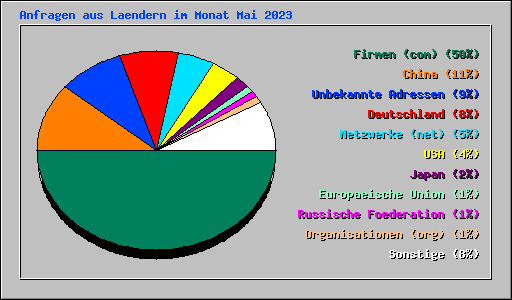 Anfragen aus Laendern im Monat Mai 2023
Firmen (com) (50%)
China (11%)
Unbekannte Adressen (9%)
Deutschland (8%)
Netzwerke (net) (5%)
USA (4%)
Japan (2%)
Europaeische Union (1%)
Russische Foederation (1%)
Organisationen (org) (1%)
Sonstige (8%)